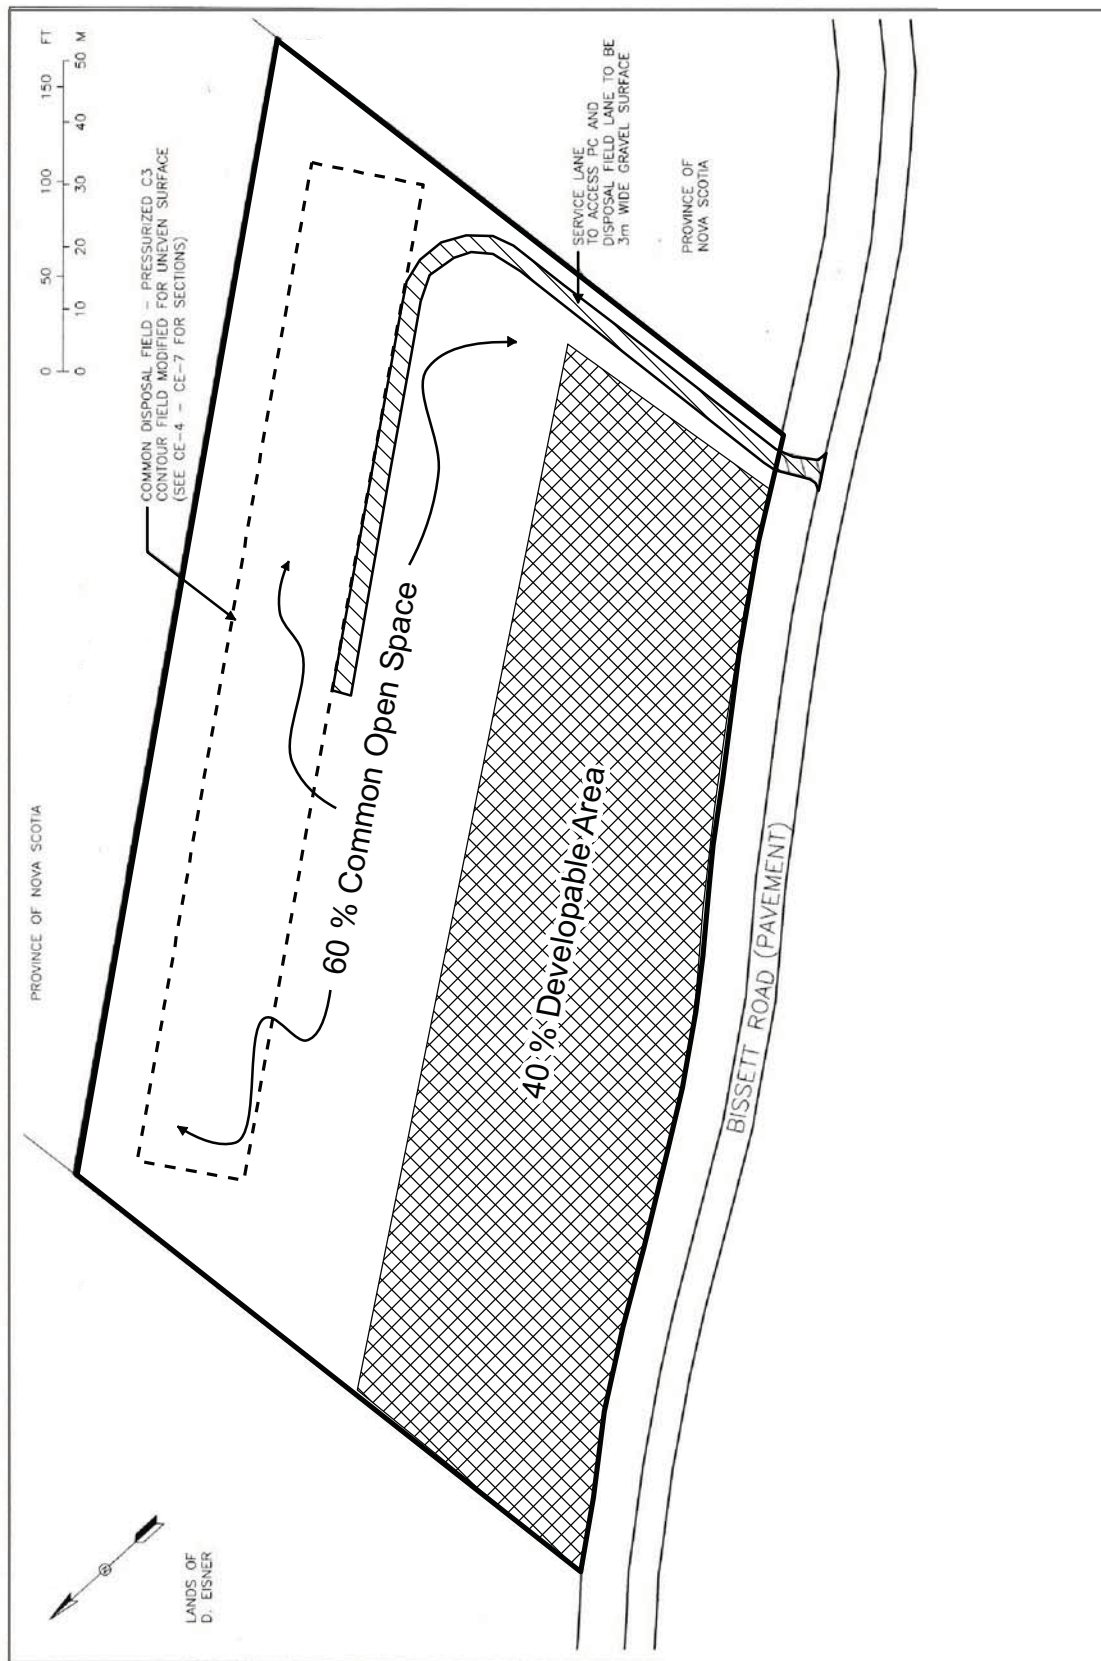 PROVINCE OF NOVA SCOTIA
COMMON DISPOSAL FIELD - PRESSURIZED C3
CONTOUR FIELD MODIFIED FOR UNEVEN SURFACE
(SEE CE-4 - CE-7 FOR SECTIONS)
0 50 100 150 FT
0 10 20 30 40 50 M
SERVICE LANE
TO ACCESS PC AND
DISPOSAL FIELD LANE TO BE
3m WIDE GRAVEL SURFACE
PROVINCE OF
NOVA SCOTIA
60 % Common Open Space
40 % Developable Area
BISSETT ROAD (PAVEMENT)
LANDS OF
D. EISNER
N